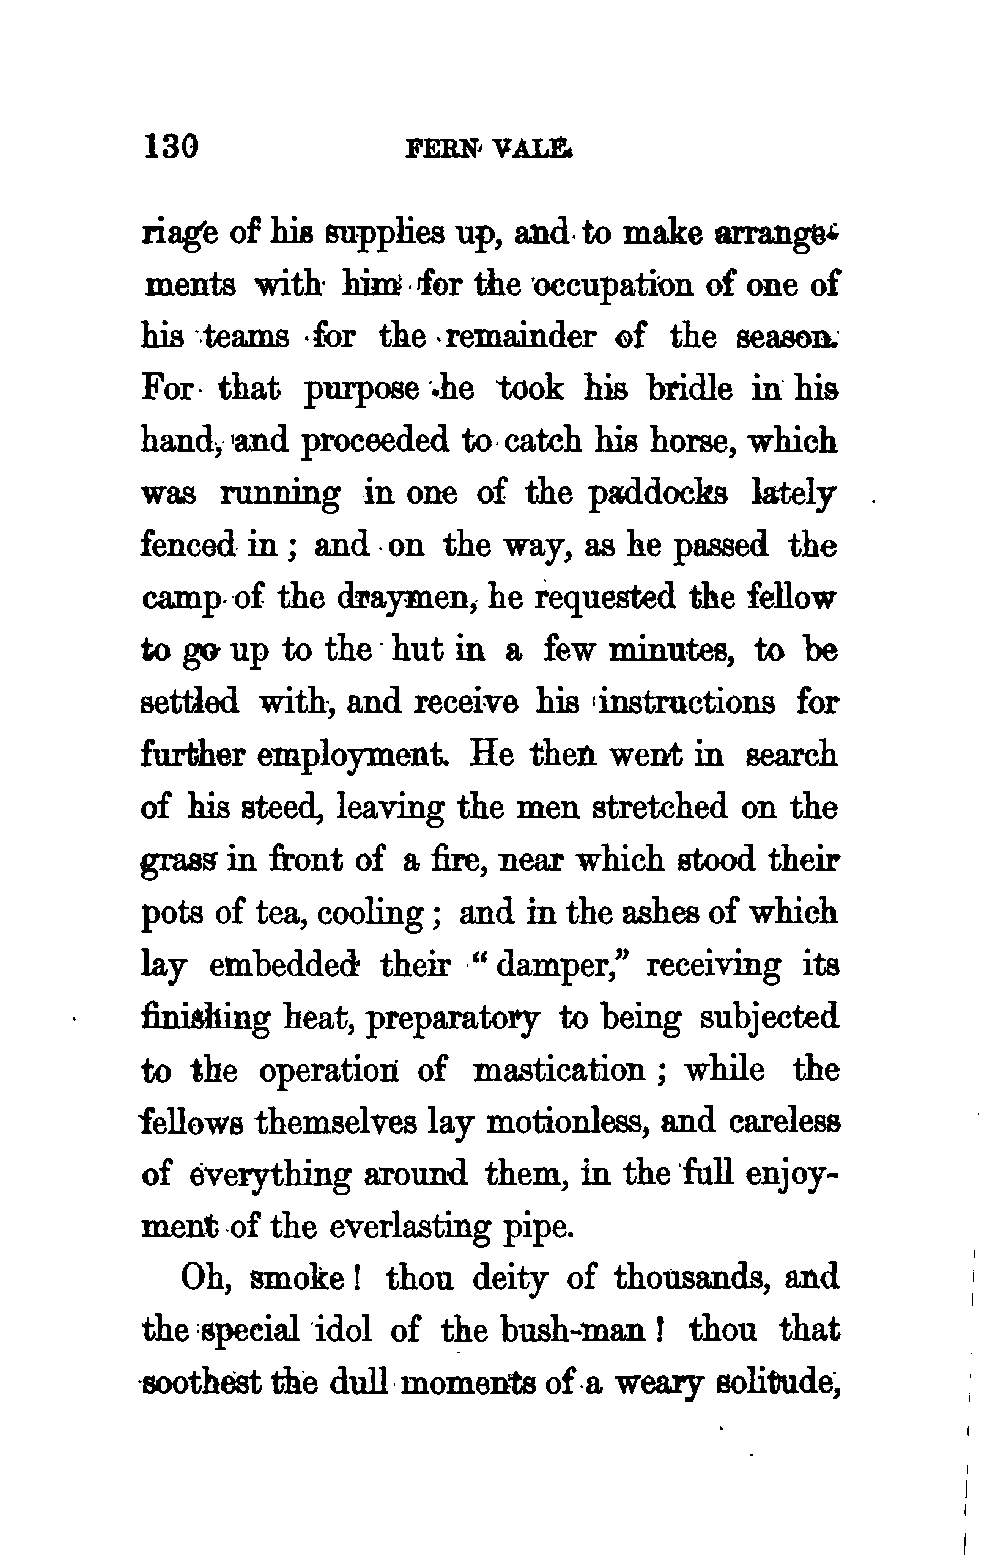 130 FERN VALE.
riage of his supplies up, and to make arrange-
ments with him for the occupation of one of
his teams for the remainder of the season.
For that purpose he took his bridle in his
hand, and proceeded to catch his horse, which
was running in one of the paddocks lately
fenced in ; and on the way, as he passed the
camp of the draymen, he requested the fellow
to go up to the hut in a few minutes, to be
settled with, and receive his instructions for
further employment. He then went in search
of his steed, leaving the men stretched on the
grass in front of a fire, near which stood their
pots of tea, cooling ; and in the ashes of which
lay embedded their “ damper,” receiving its
finishing heat, preparatory to being subjected
to the operation of mastication ; while the
fellows themselves lay motionless, and careless
of everything around them, in the full enjoy-
ment of the everlasting pipe.
Oh, smoke ! thou deity of thousands, and
the special idol of the bush-man ! thou that
soothest the dull moments of a weary solitude,